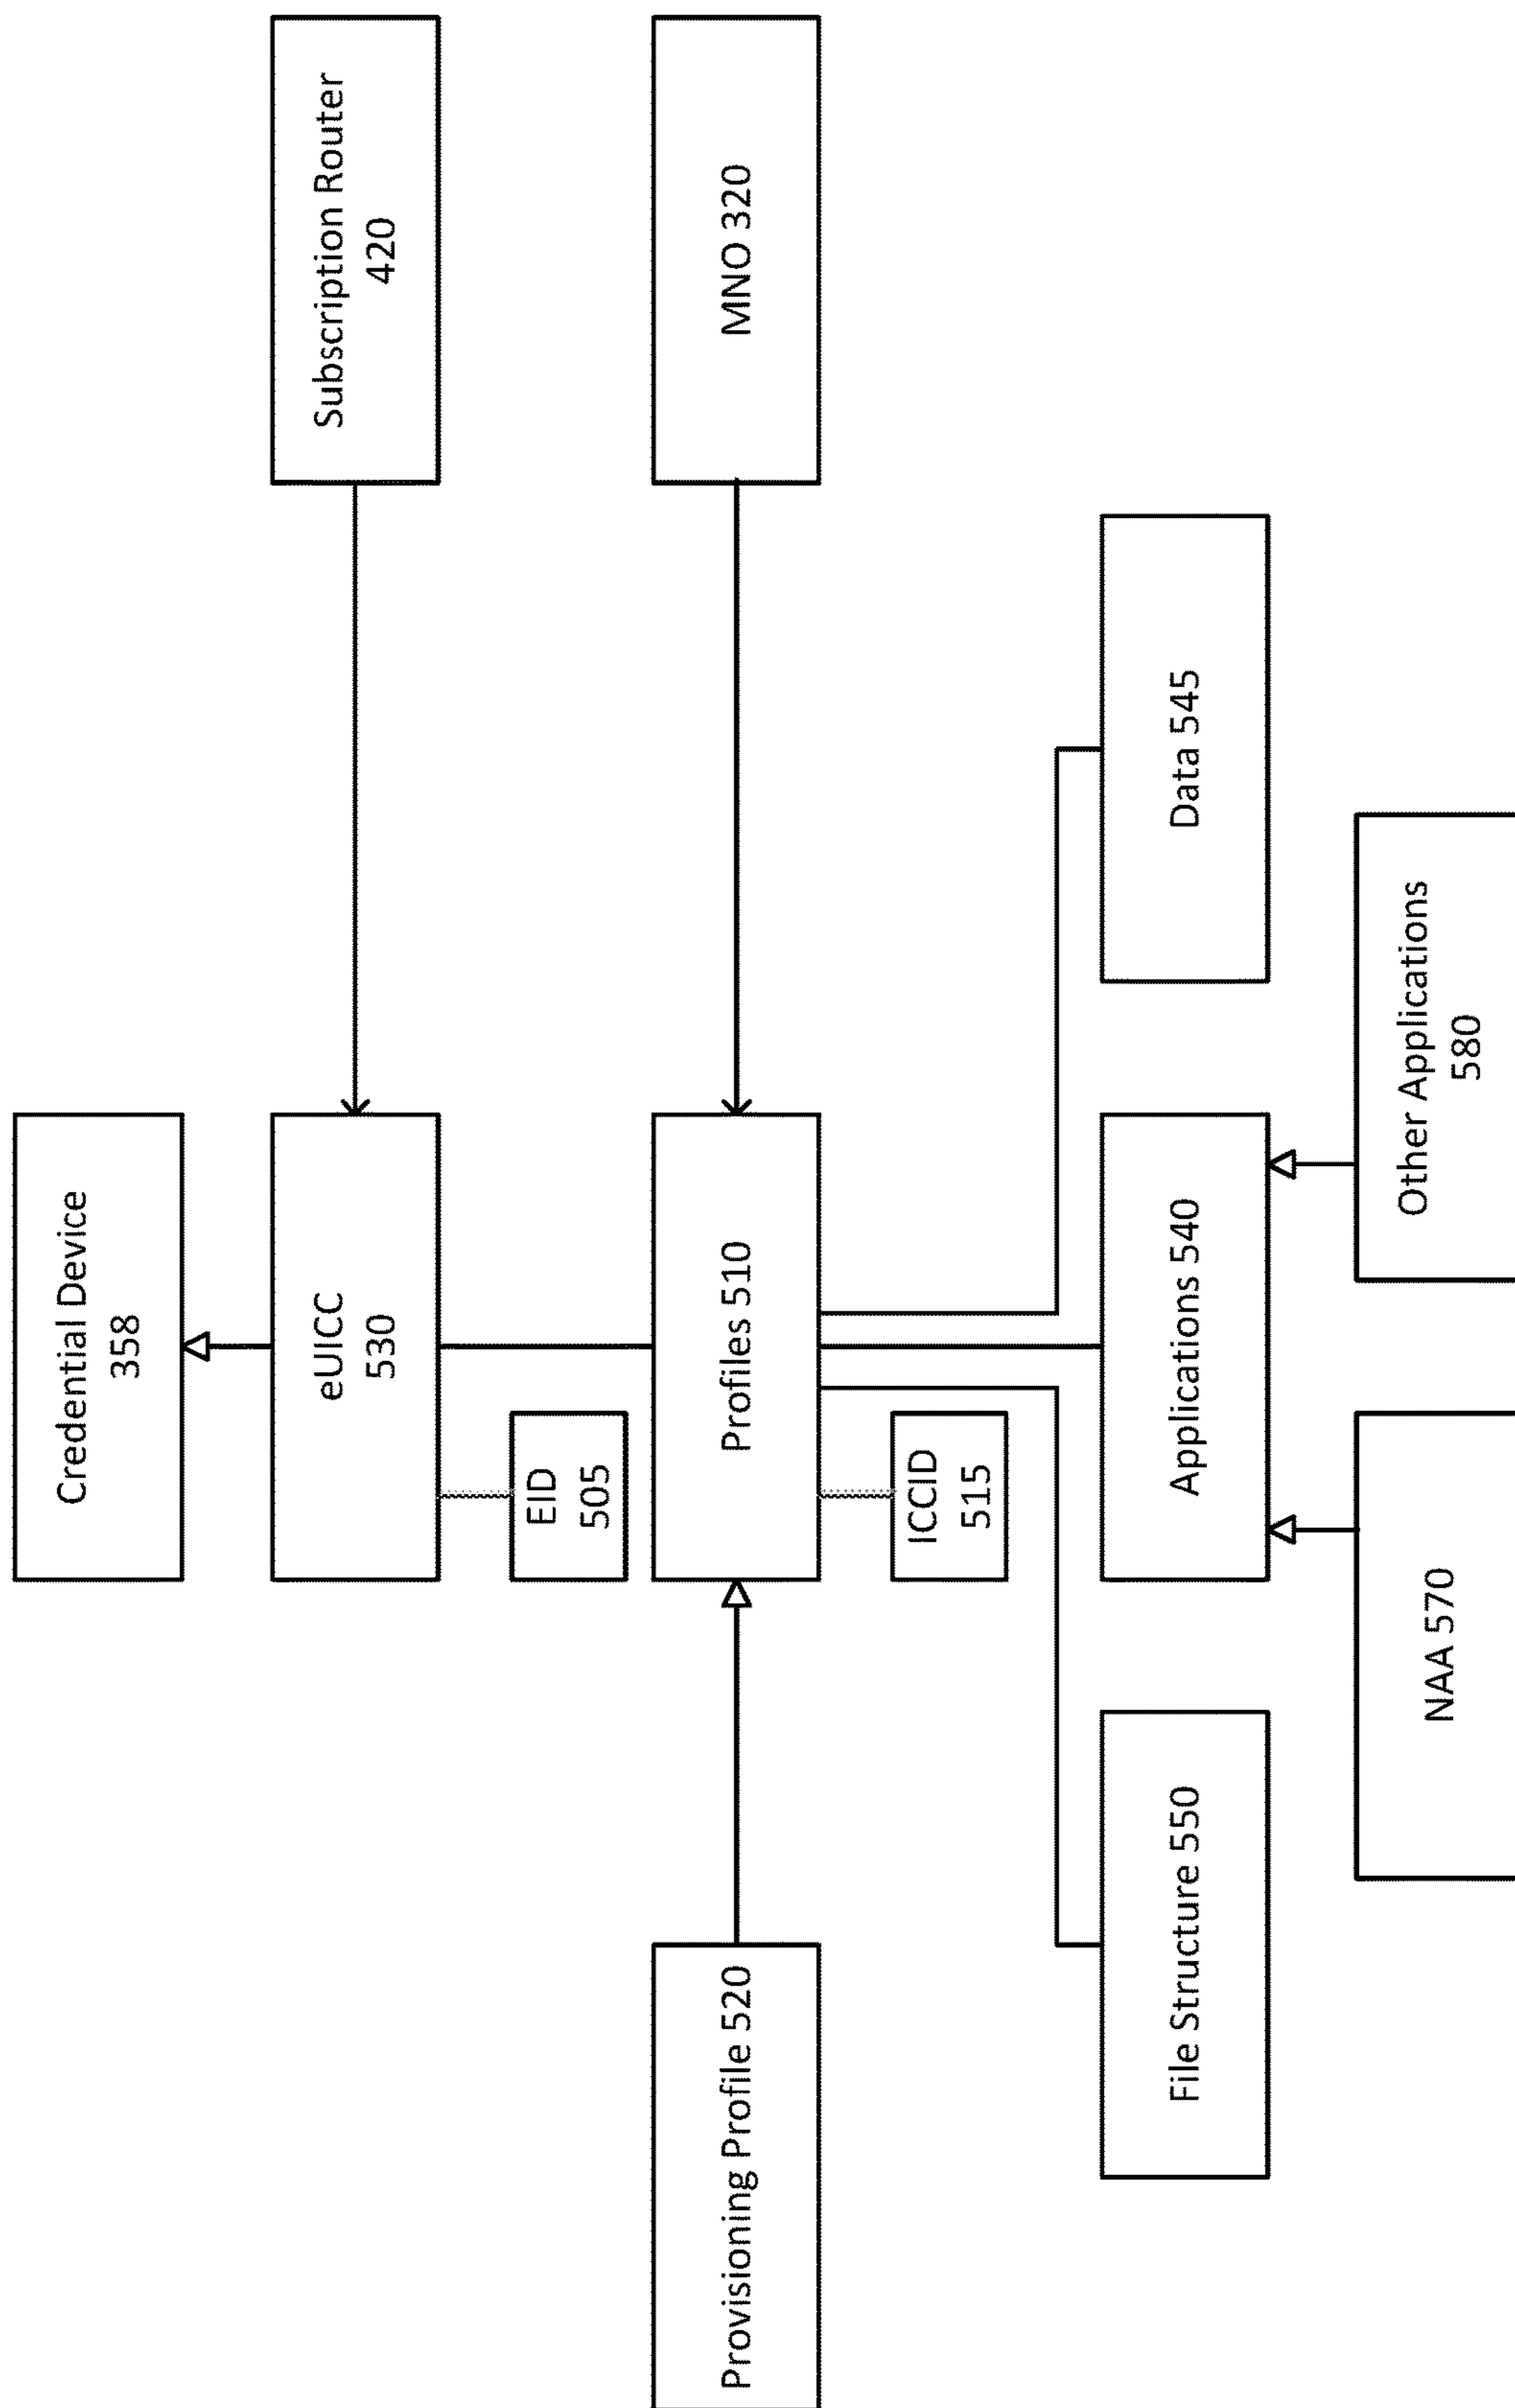 Credential Device
358
eUICC
530
Subscription Router
420
EID
505
Provisioning Profile 520
Profiles 510
MNO 320
ICCID
515
File Structure 550
Applications 540
Data 545
NAA 570
Other Applications
580